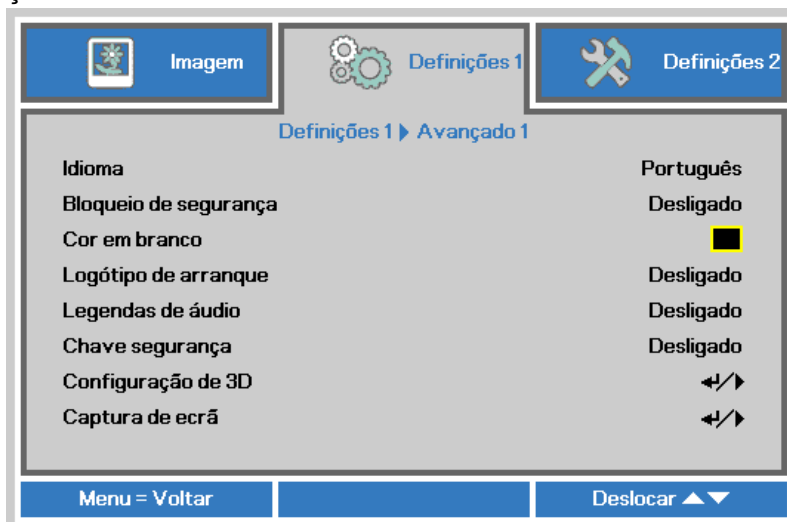 Imagem Definições 1 Definições 2
Definições 1 Avançado 1
Idioma Português
Bloqueio de segurança Desligado
Cor em branco
Logótipo de arranque Desligado
Legendas de áudio Desligado
Chave segurança Desligado
Configuração de 3D
Captura de ecrã
Menu = Voltar Deslocar